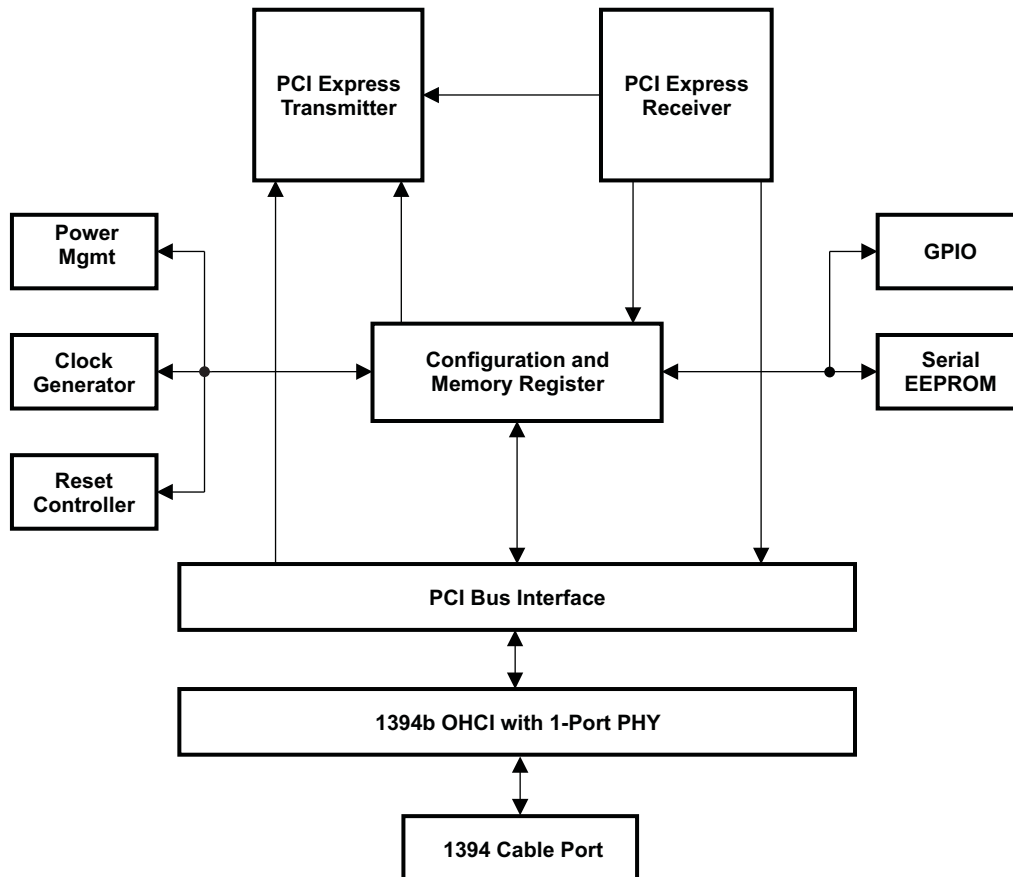 PCI Express
Transmitter
PCI Express
Receiver
Power
Mgmt
GPIO
Clock
Generator
Configuration and
Memory Register
Serial
EEPROM
Reset
Controller
PCI Bus Interface
1394b OHCI with 1-Port PHY
1394 Cable Port